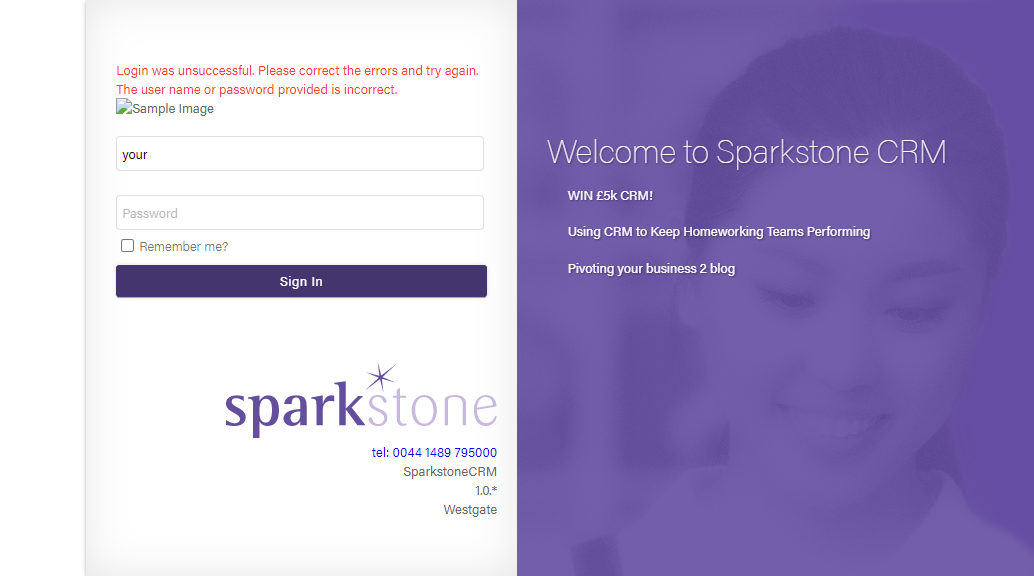 Login was unsuccessful. Please correct the errors and try again.
The user name or password provided is incorrect.
Sample Image
your
Password
Remember me?
Sign In
sparkstone
tel: 0044 1489 795000
SparkstoneCRM
1.0.*
Westgate
Welcome to Sparkstone CRM
WIN £5k CRM!
Using CRM to Keep Homeworking Teams Performing
Pivoting your business 2 blog